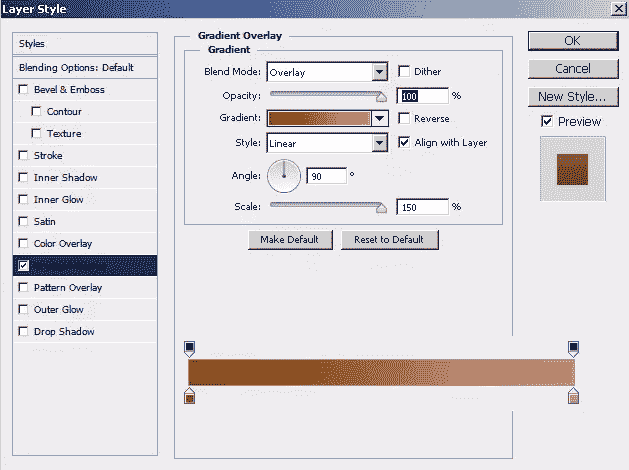 Layer Style
Styles
Blending Options: Default
Bevel & Emboss
Contour
Texture
Stroke
Inner Shadow
Inner Glow
Satin
Color Overlay
Pattern Overlay
Outer Glow
Drop Shadow
Gradient Overlay
Gradient
Blend Mode: Overlay Dither
Opacity: 100 %
Gradient: Reverse
Style: Linear Align with Layer
Angle: 90 °
Scale: 150 %
Make Default Reset to Default
OK
Cancel
New Style...
Preview